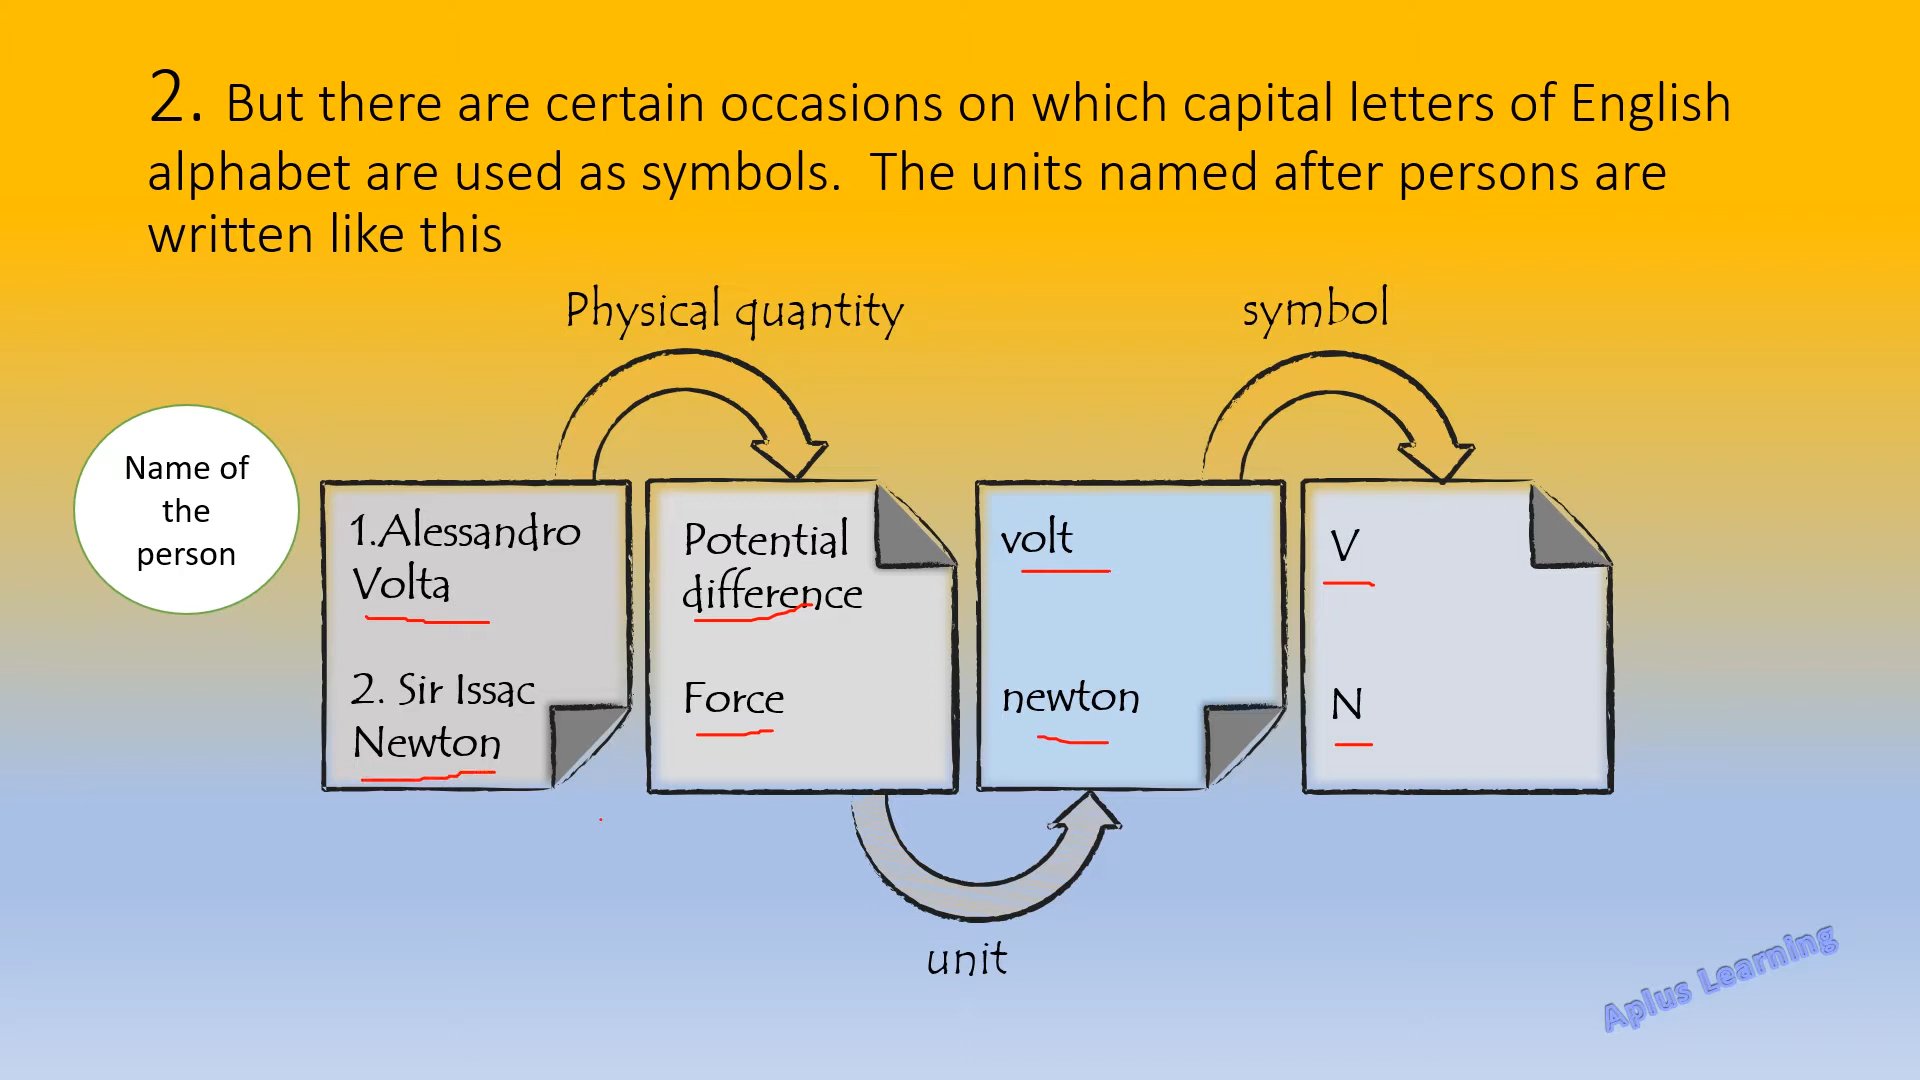 2. But there are certain occasions on which capital letters of English
alphabet are used as symbols. The units named after persons are
written like this
Physical quantity
symbol
Name of
the
person
1.Alessandro
Volta
2. Sir Issac
Newton
Potential
difference
Force
volt
newton
V
N
unit
Aplus Learning